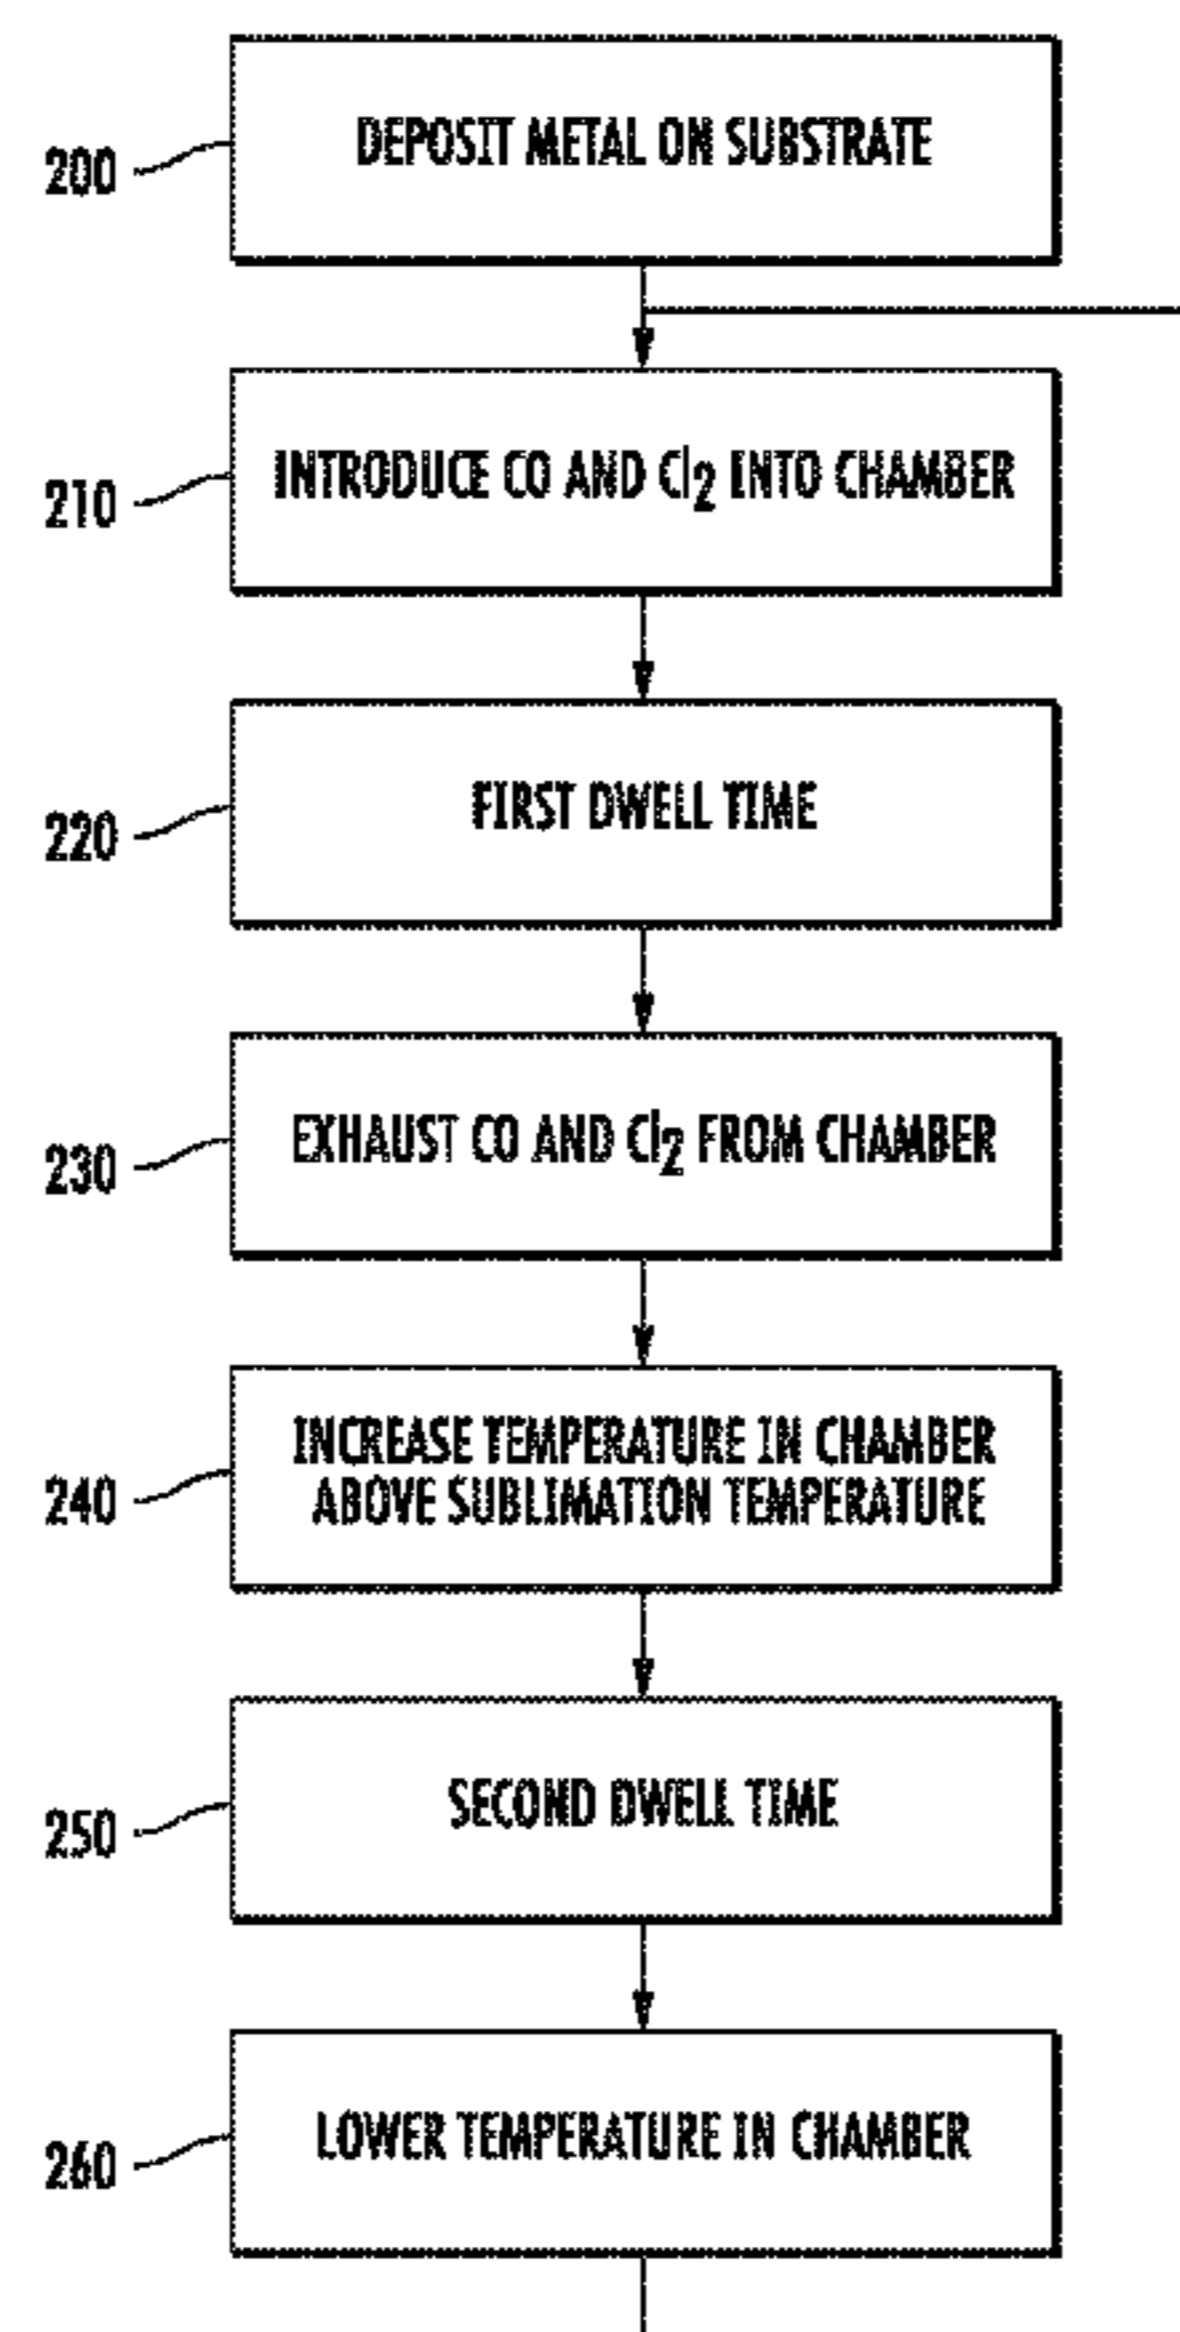 DEPOSIT METAL ON SUBSTRATE
200
INTRODUCE CO AND Cl2 INTO CHAMBER
210
FIRST DWELL TIME
220
EXHAUST CO AND Cl2 FROM CHAMBER
230
INCREASE TEMPERATURE IN CHAMBER
ABOVE SUBLIMATION TEMPERATURE
240
SECOND DWELL TIME
250
LOWER TEMPERATURE IN CHAMBER
260